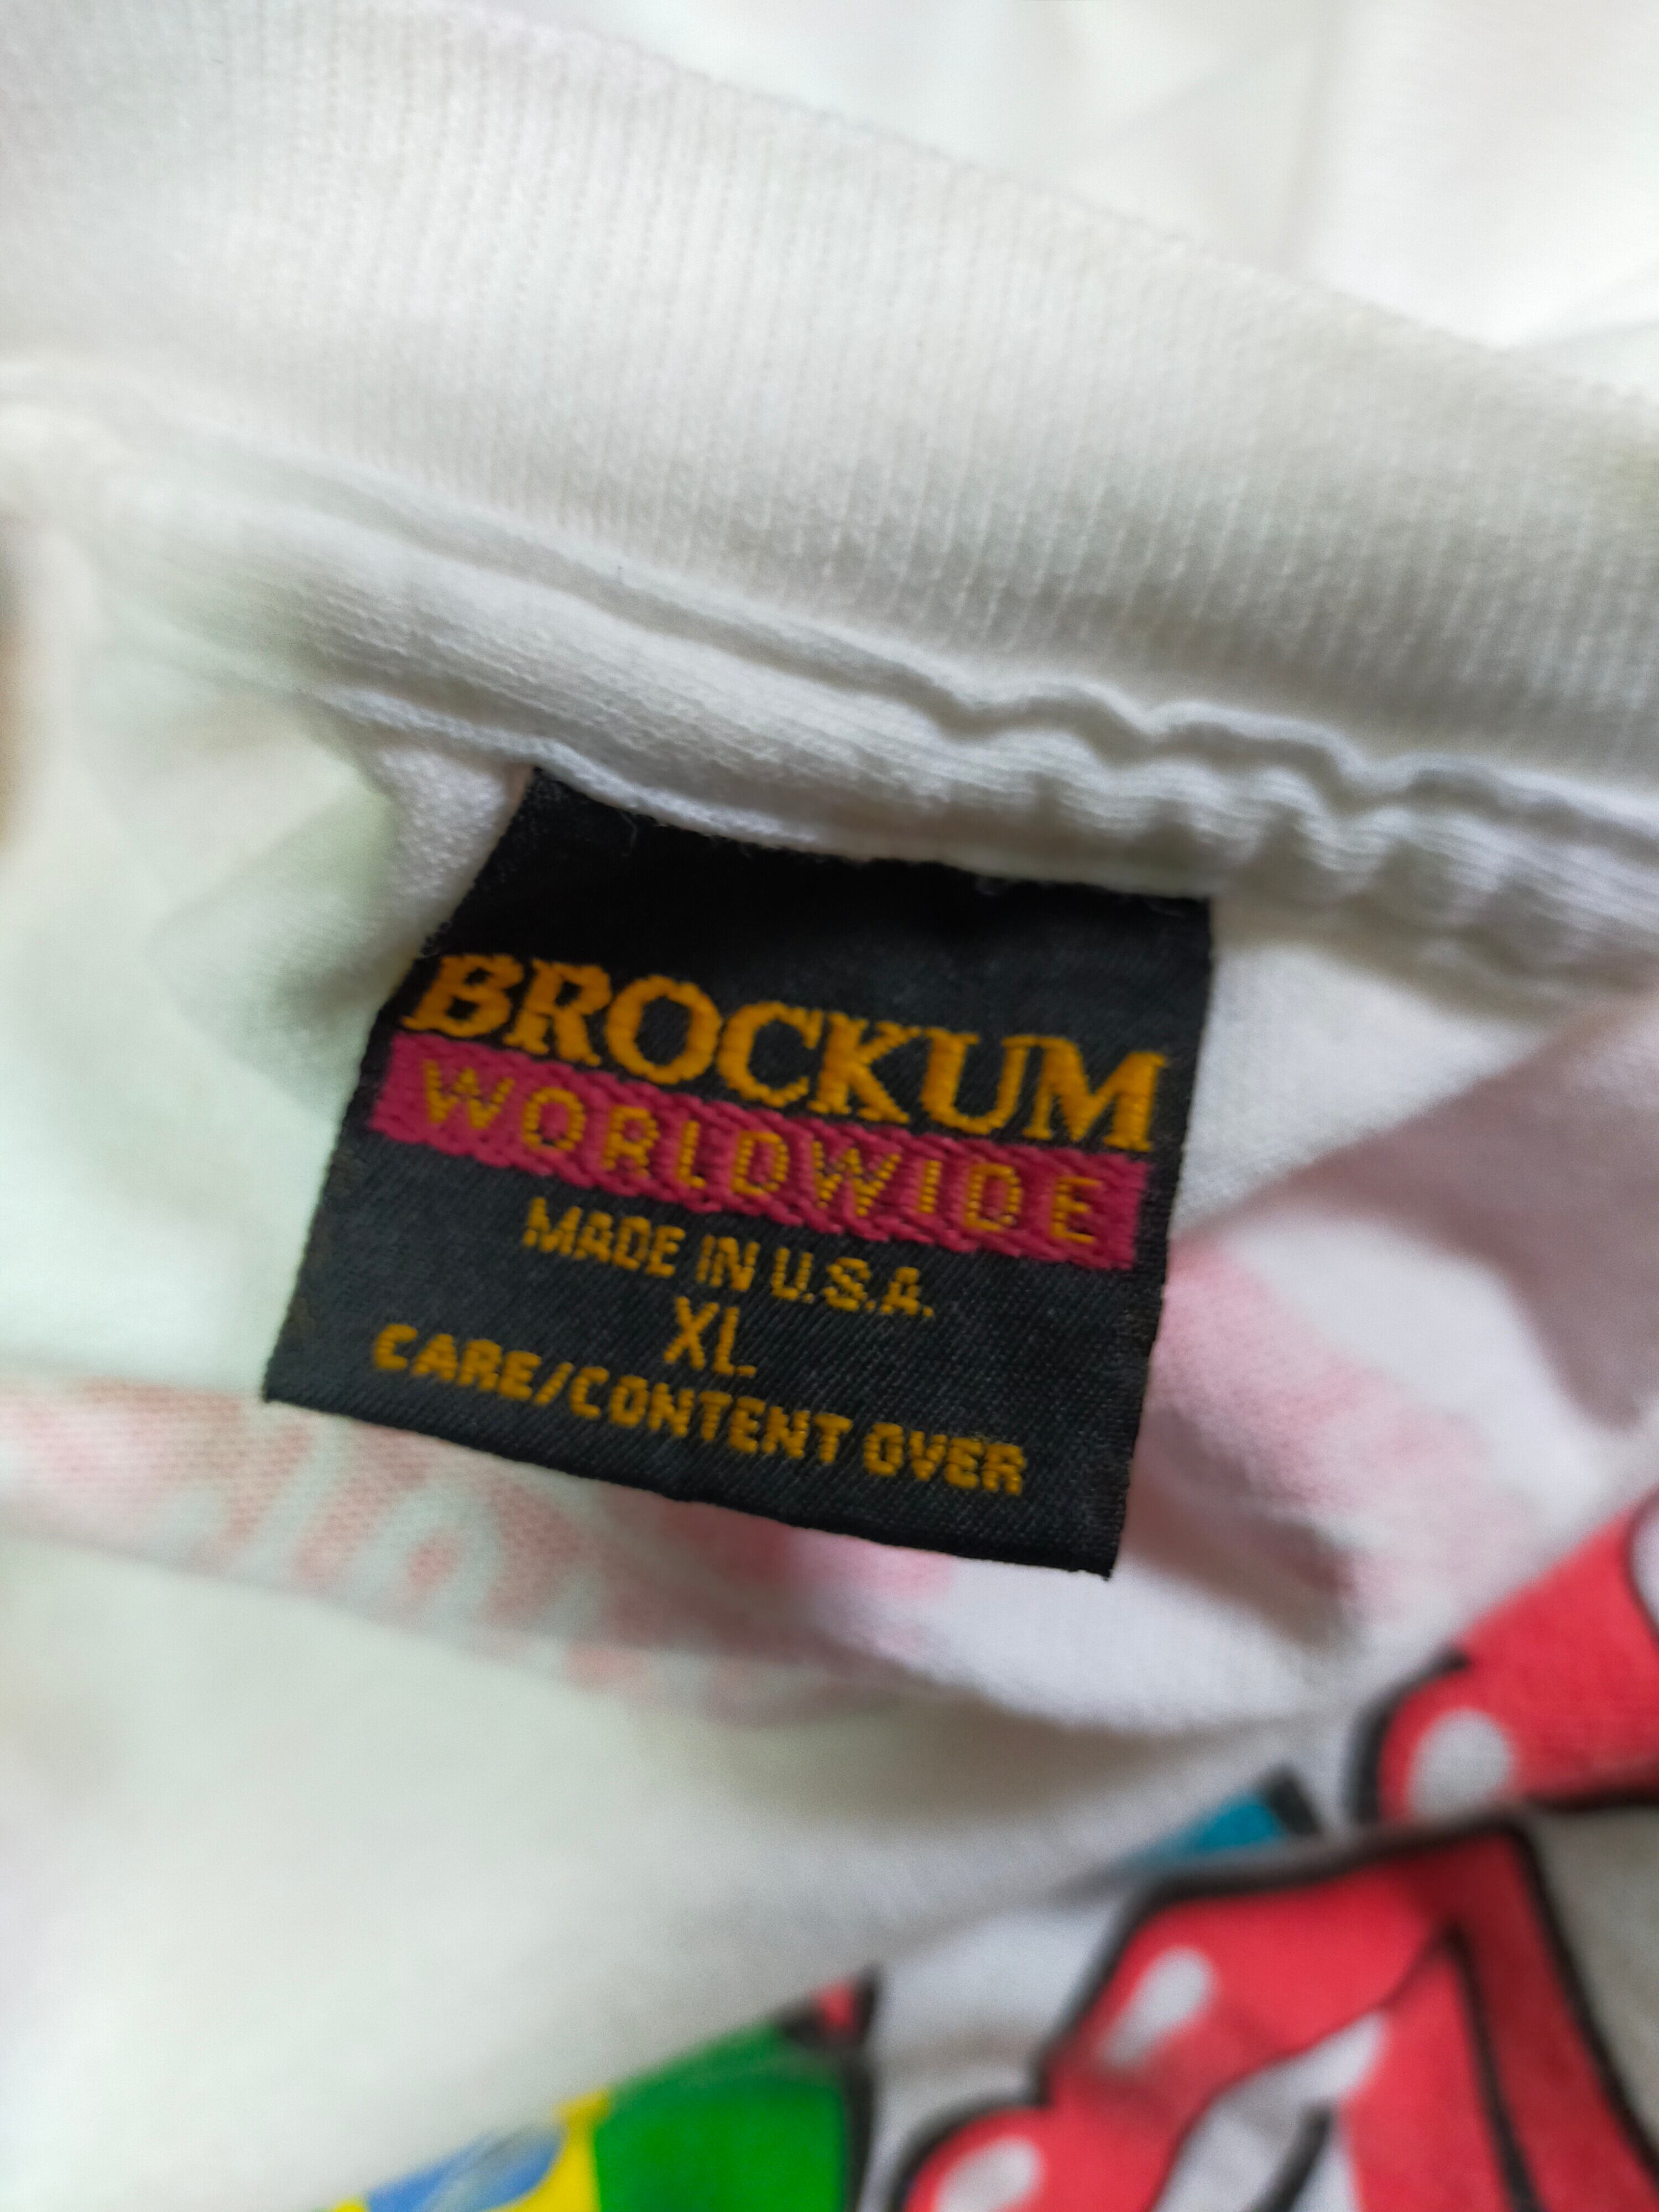 BROCKUM
WORLDWIDE
MADE IN U.S.A.
XL
CARE/CONTENT OVER